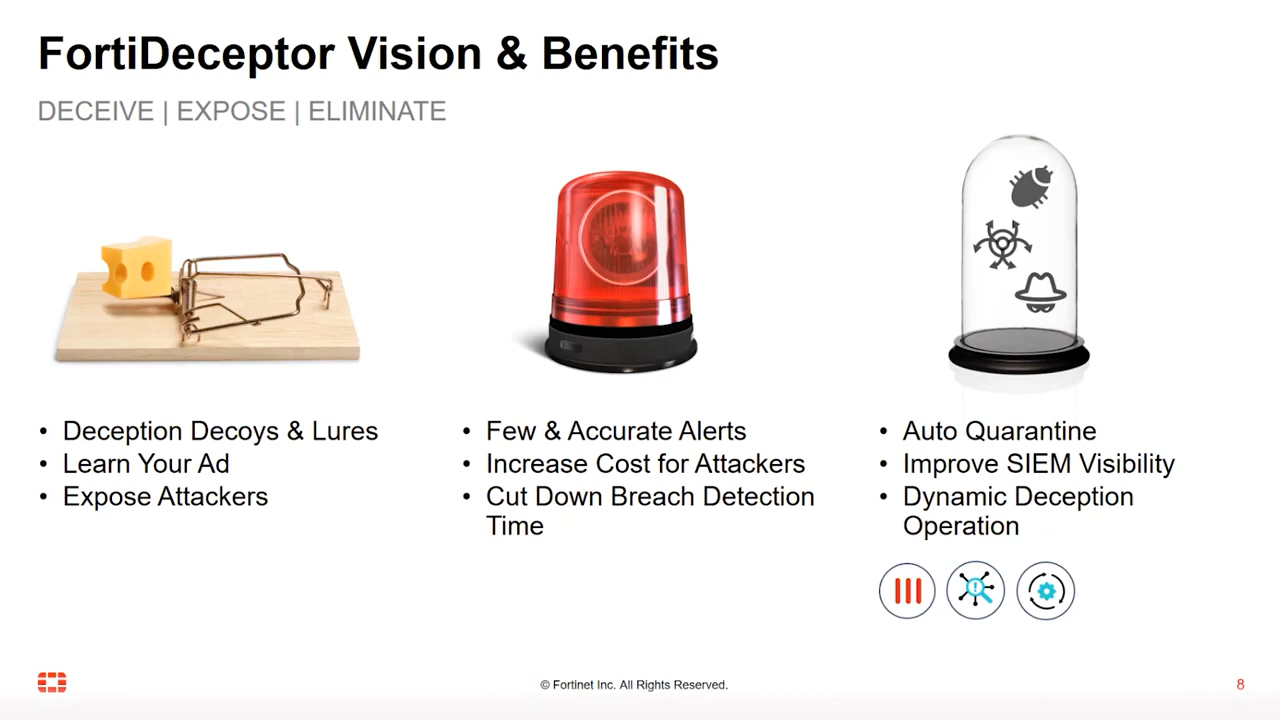 FortiDeceptor Vision & Benefits
DECEIVE | EXPOSE | ELIMINATE
• Deception Decoys & Lures
• Learn Your Ad
• Expose Attackers
• Few & Accurate Alerts
• Increase Cost for Attackers
• Cut Down Breach Detection
Time
• Auto Quarantine
• Improve SIEM Visibility
• Dynamic Deception
Operation
© Fortinet Inc. All Rights Reserved.
8